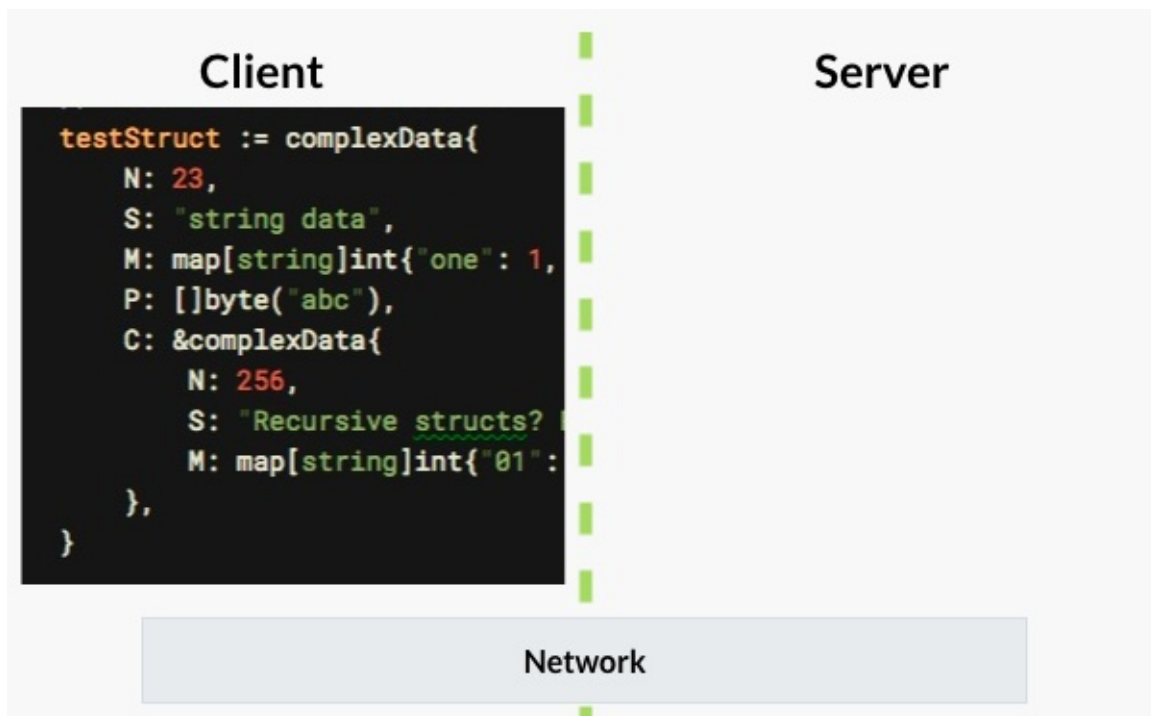 Client
Server
testStruct := complexData{
N: 23,
S: "string data",
M: map[string]int{"one": 1,
P: []byte("abc"),
C: &complexData{
N: 256,
S: "Recursive structs?
M: map[string]int{"01":
},
}
Network